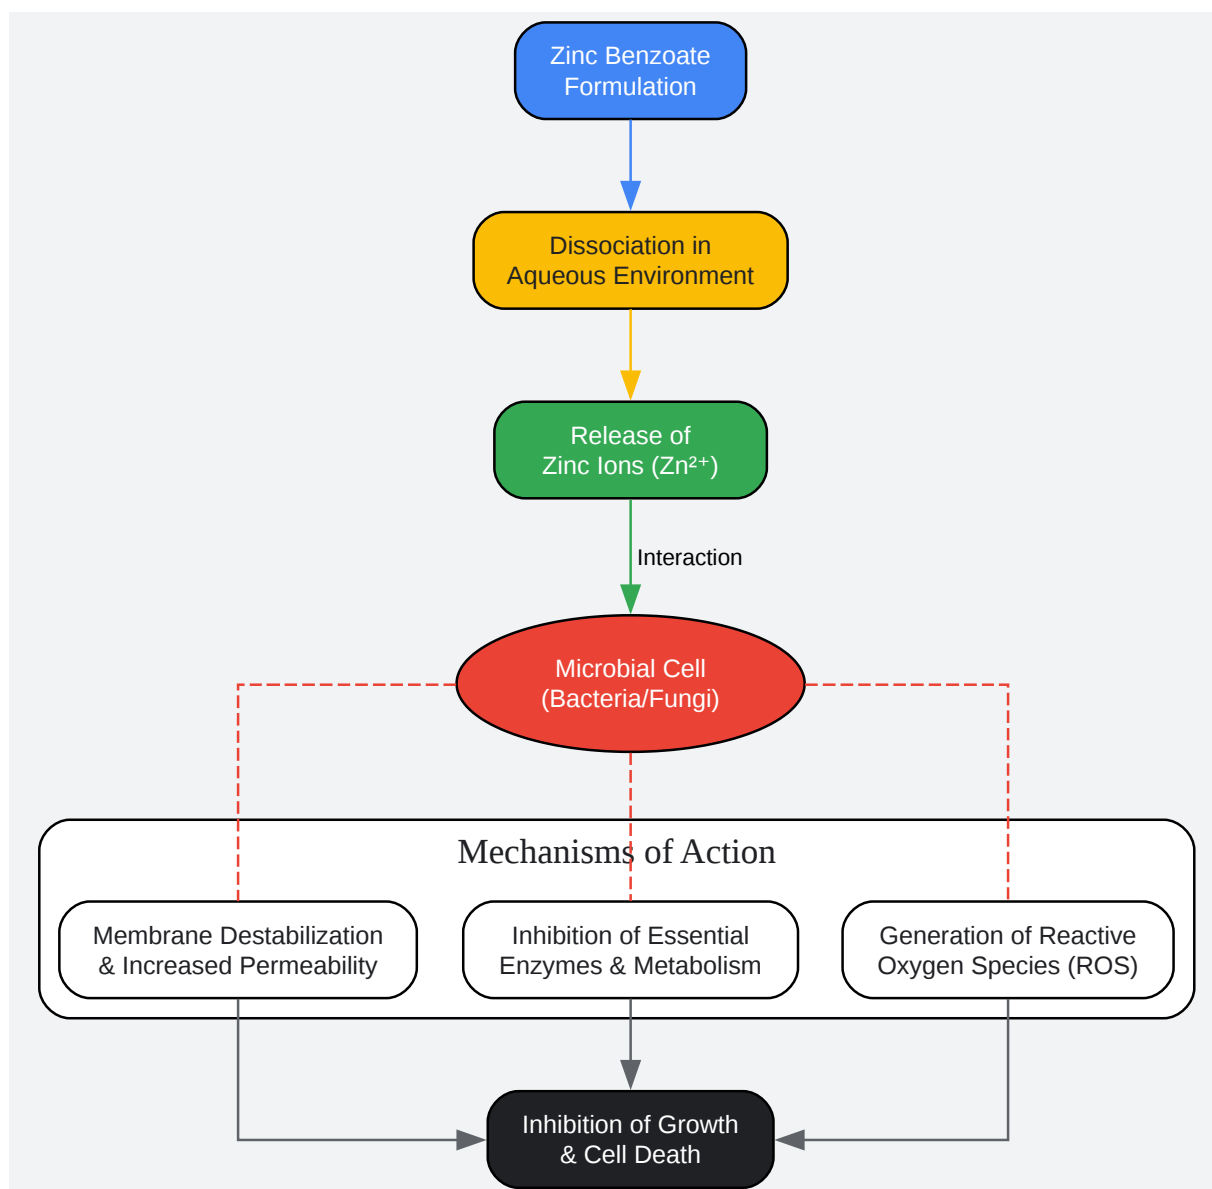 Zinc Benzoate
Formulation
Dissociation in
Aqueous Environment
Release of
Zinc Ions (Zn²⁺)
Interaction
Microbial Cell
(Bacteria/Fungi)
Mechanisms of Action
Membrane Destabilization
& Increased Permeability
Inhibition of Essential
Enzymes & Metabolism
Generation of Reactive
Oxygen Species (ROS)
Inhibition of Growth
& Cell Death